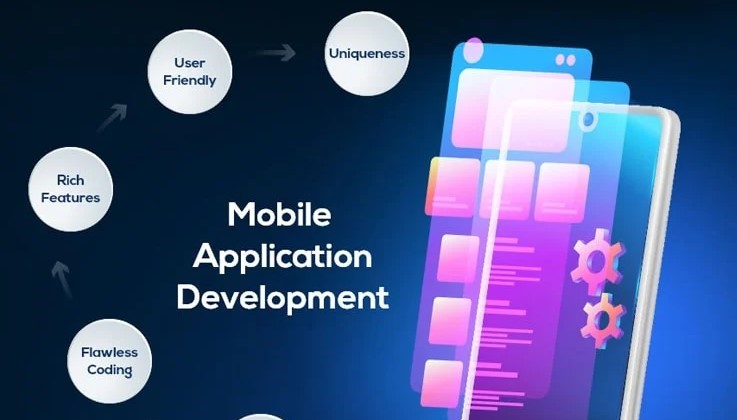 User
Friendly
Uniqueness
Rich
Features
Mobile
Application
Development
Flawless
Coding